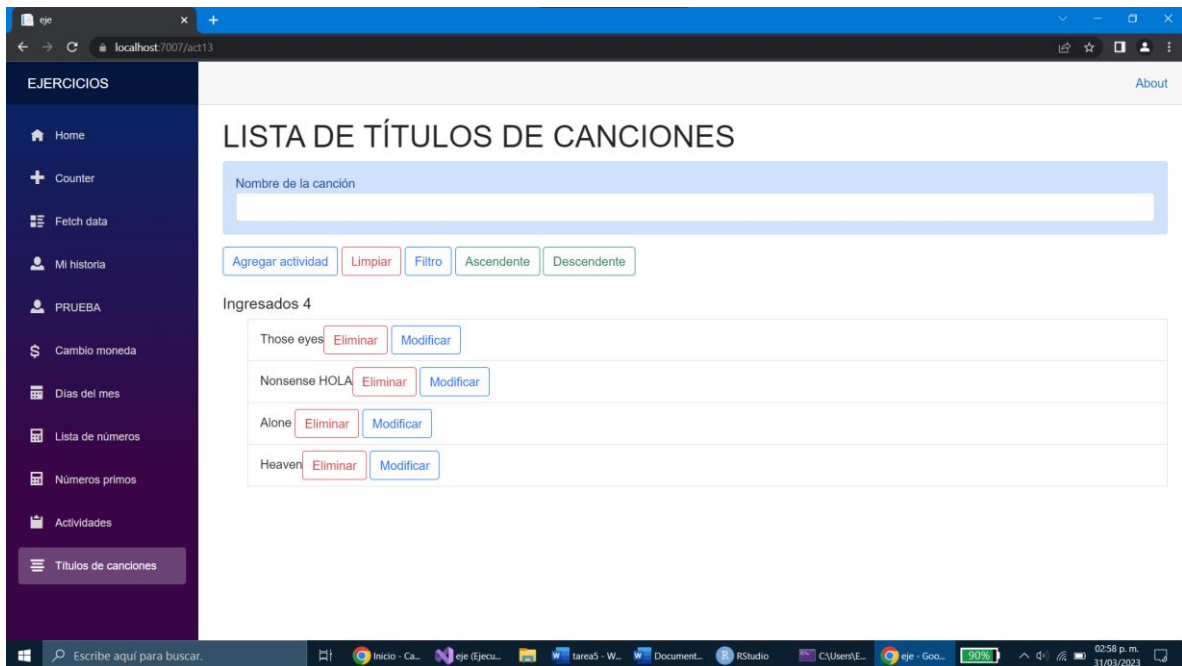 eje
localhost:7007/act13
EJERCICIOS
About
Home
Counter
Fetch data
Mi historia
PRUEBA
Cambio moneda
Días del mes
Lista de números
Números primos
Actividades
Títulos de canciones
LISTA DE TÍTULOS DE CANCIONES
Nombre de la canción
Agregar actividad Limpiar Filtro Ascendente Descendente
Ingresados 4
Those eyes Eliminar Modificar
Nonsense HOLA Eliminar Modificar
Alone Eliminar Modificar
Heaven Eliminar Modificar
Escribe aquí para buscar. Inicio - Ca... eje (Ejecu... tarea5 - W... Document... RStudio C:\Users\E... eje - Goo... 90% 02:58 p. m.
31/03/2023